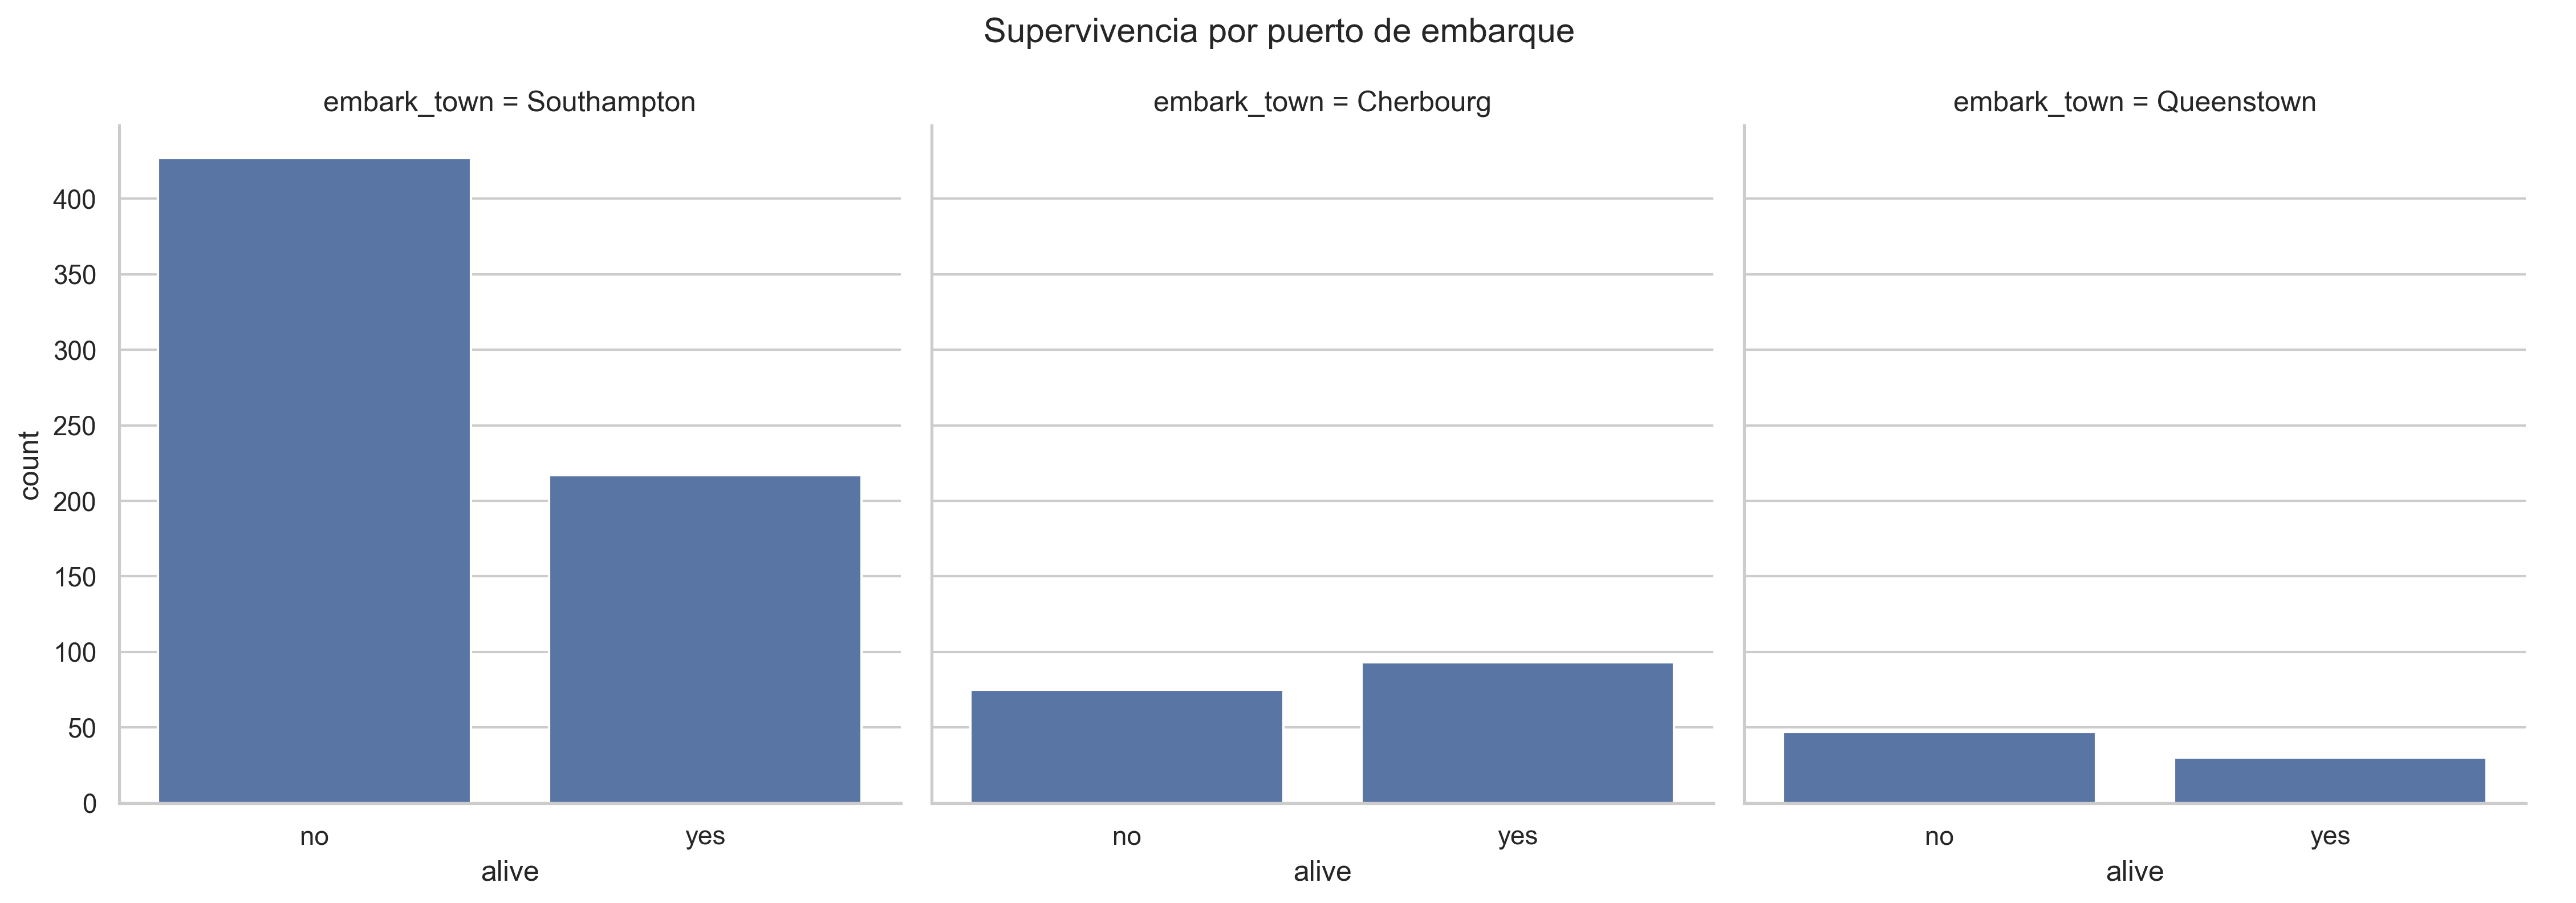 Supervivencia por puerto de embarque
embark_town = Southampton
embark_town = Cherbourg
embark_town = Queenstown
count
400
350
300
250
200
150
100
50
0
no
yes
alive
no
yes
alive
no
yes
alive